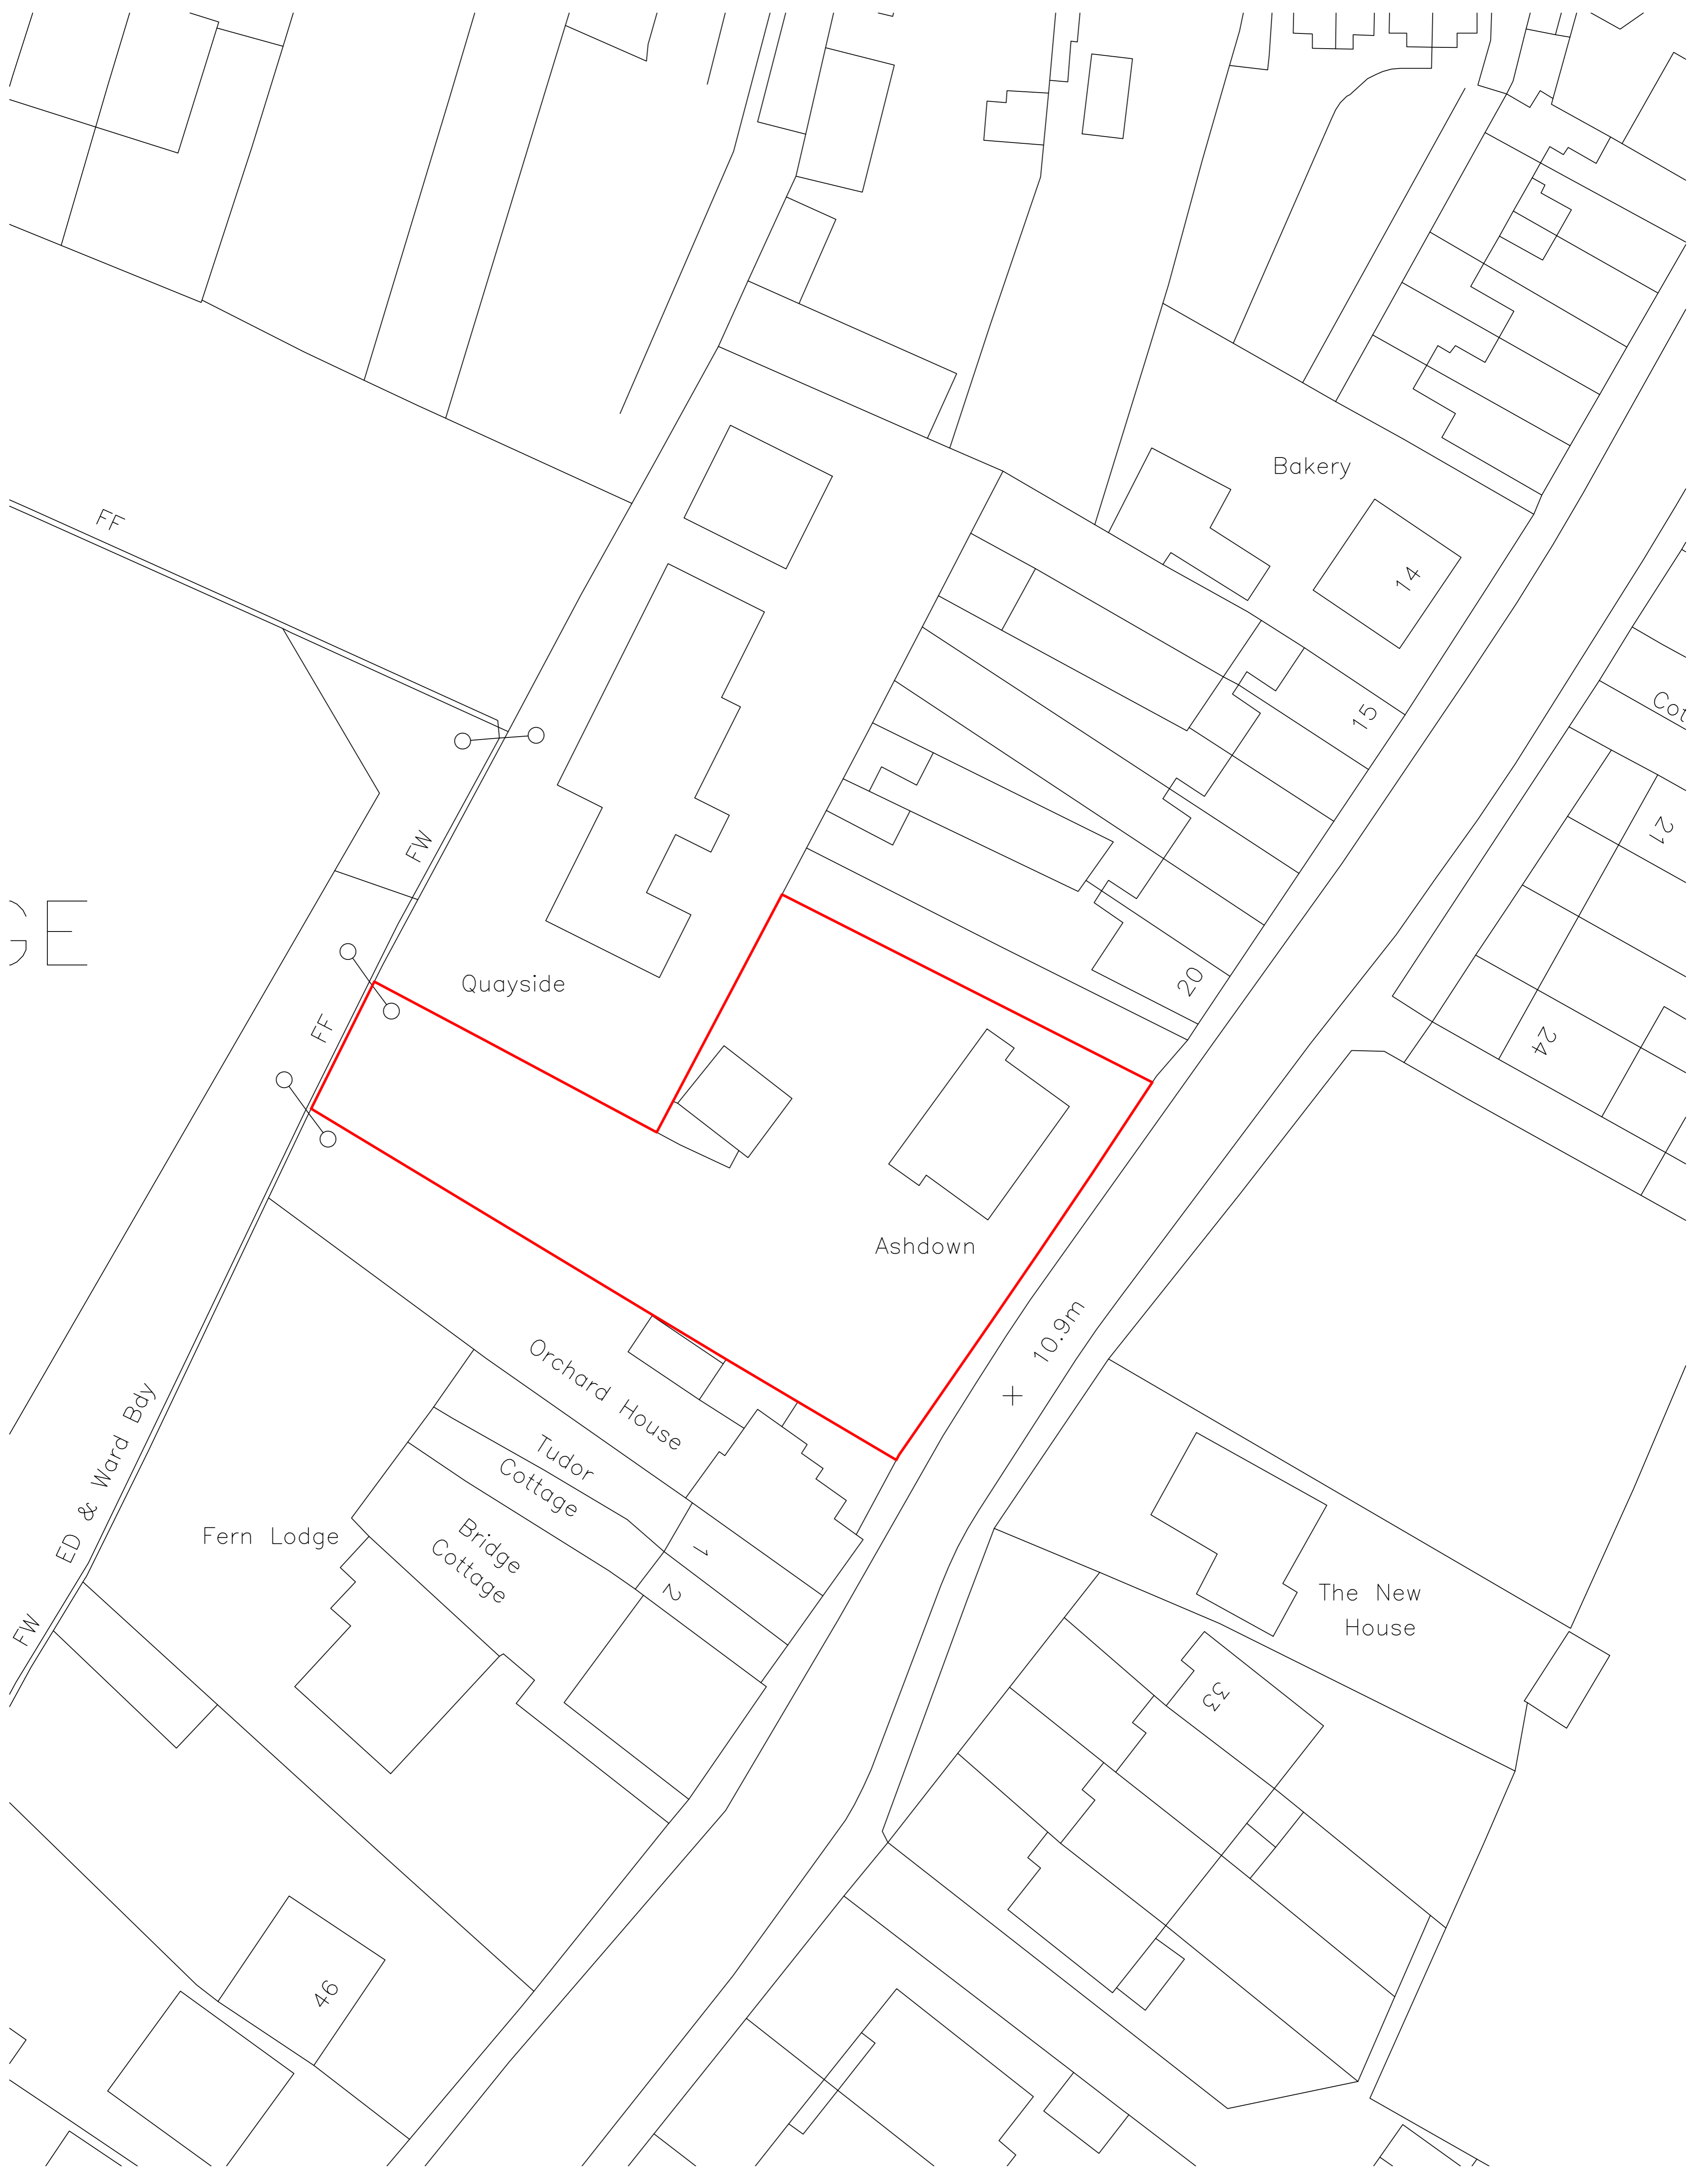 Bakery
FF
14
15
21
FW
GE
Quayside
20
FF
24
Ashdown
10.9m
Orchard House
Tudor
Cottage
Bridge
Cottage
1
2
ED & Ward Bdy
Fern Lodge
FW
The New
House
33
46